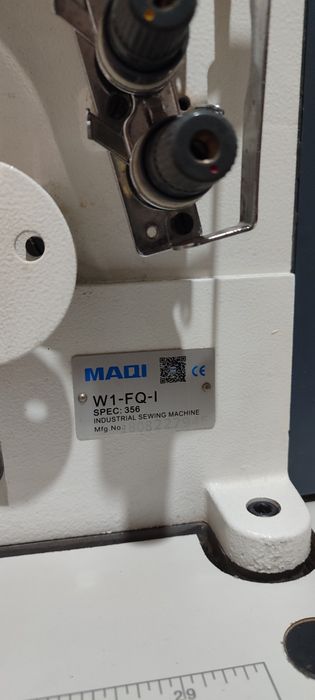 MAQI
CE
W1-FQ-I
SPEC: 356
INDUSTRIAL SEWING MACHINE
Mfg.No.:
29